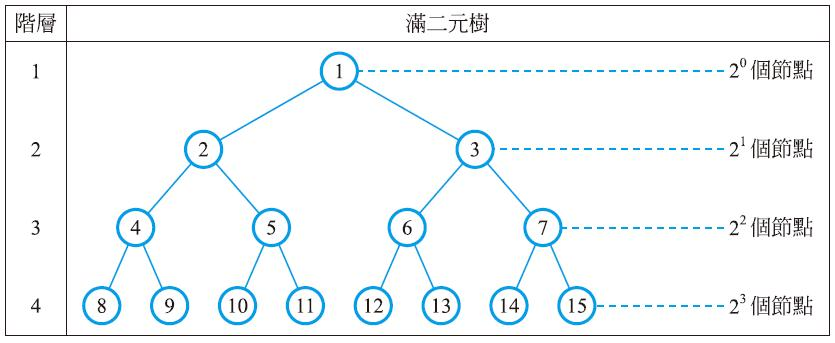 階層 滿二元樹
1 1 2⁰ 個節點
2 2 3 2¹ 個節點
3 4 5 6 7 2² 個節點
4 8 9 10 11 12 13 14 15 2³ 個節點